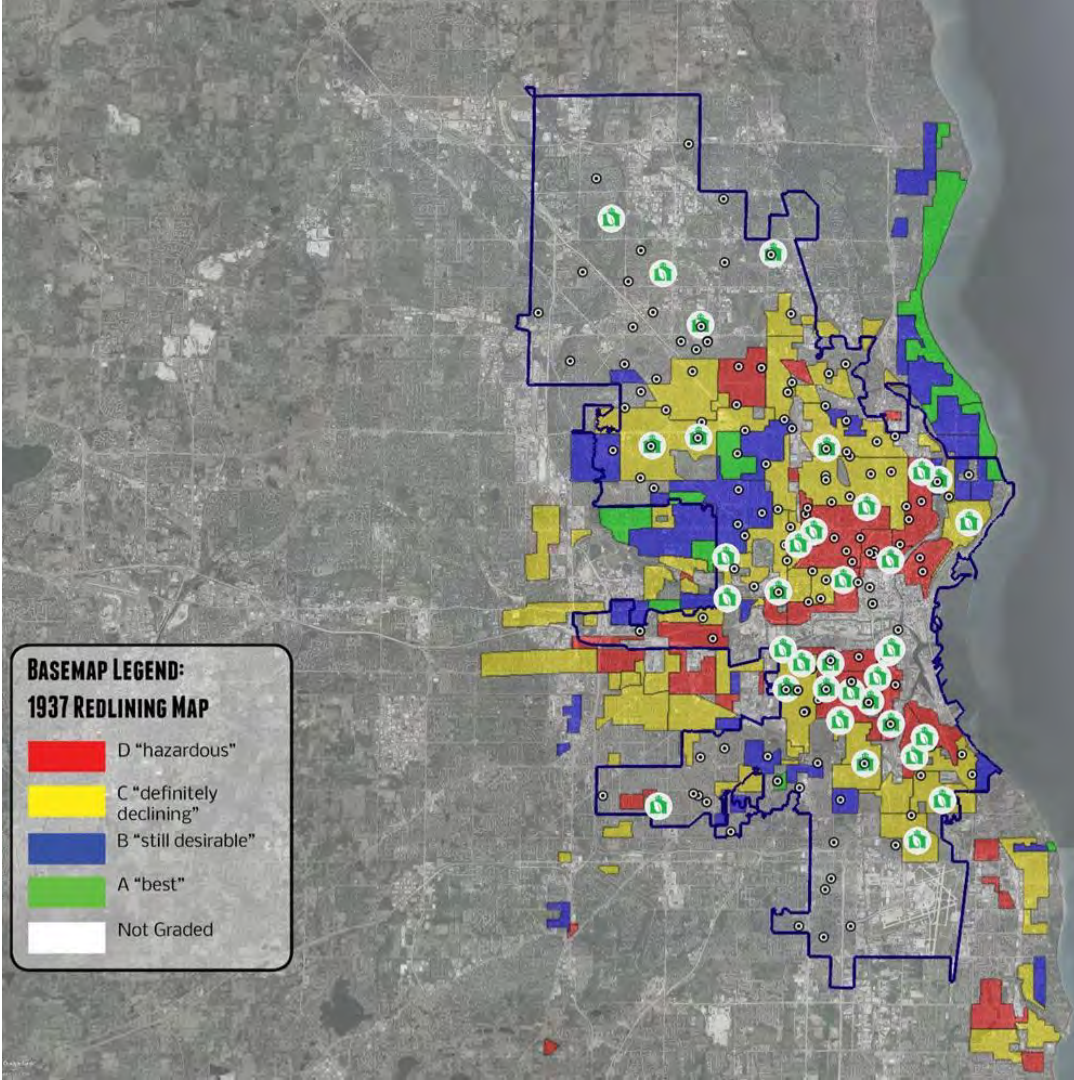 BASEMAP LEGEND:
1937 REDLINING MAP
D “hazardous”
C “definitely
declining”
B “still desirable”
A “best”
Not Graded